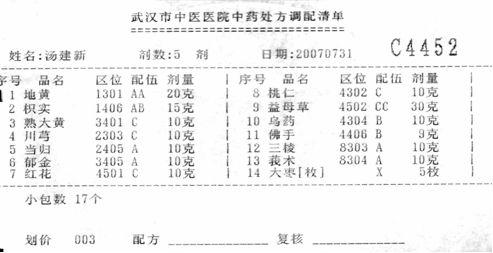 武汉市中医医院中药处方调配清单
C4452
姓名:汤建新 剂数:5 剂 日期:20070731
序号 品名 区位 配伍 剂量 序号 品名 区位 配伍 剂量
1 地黄 1301 AA 20克 8 桃仁 4302 C 10克
2 枳实 1406 AB 15克 9 益母草 4502 CC 30克
3 熟大黄 3401 C 10克 10 乌药 4304 B 10克
4 川芎 2303 C 10克 11 佛手 4406 B 9克
5 当归 2405 A 10克 12 三棱 8303 A 10克
6 郁金 3405 A 10克 13 莪术 8304 A 10克
7 红花 4501 C 10克 14 大枣[枚] X 5枚
小包数 17个
划价 003 配方 ____________ 复核 ____________